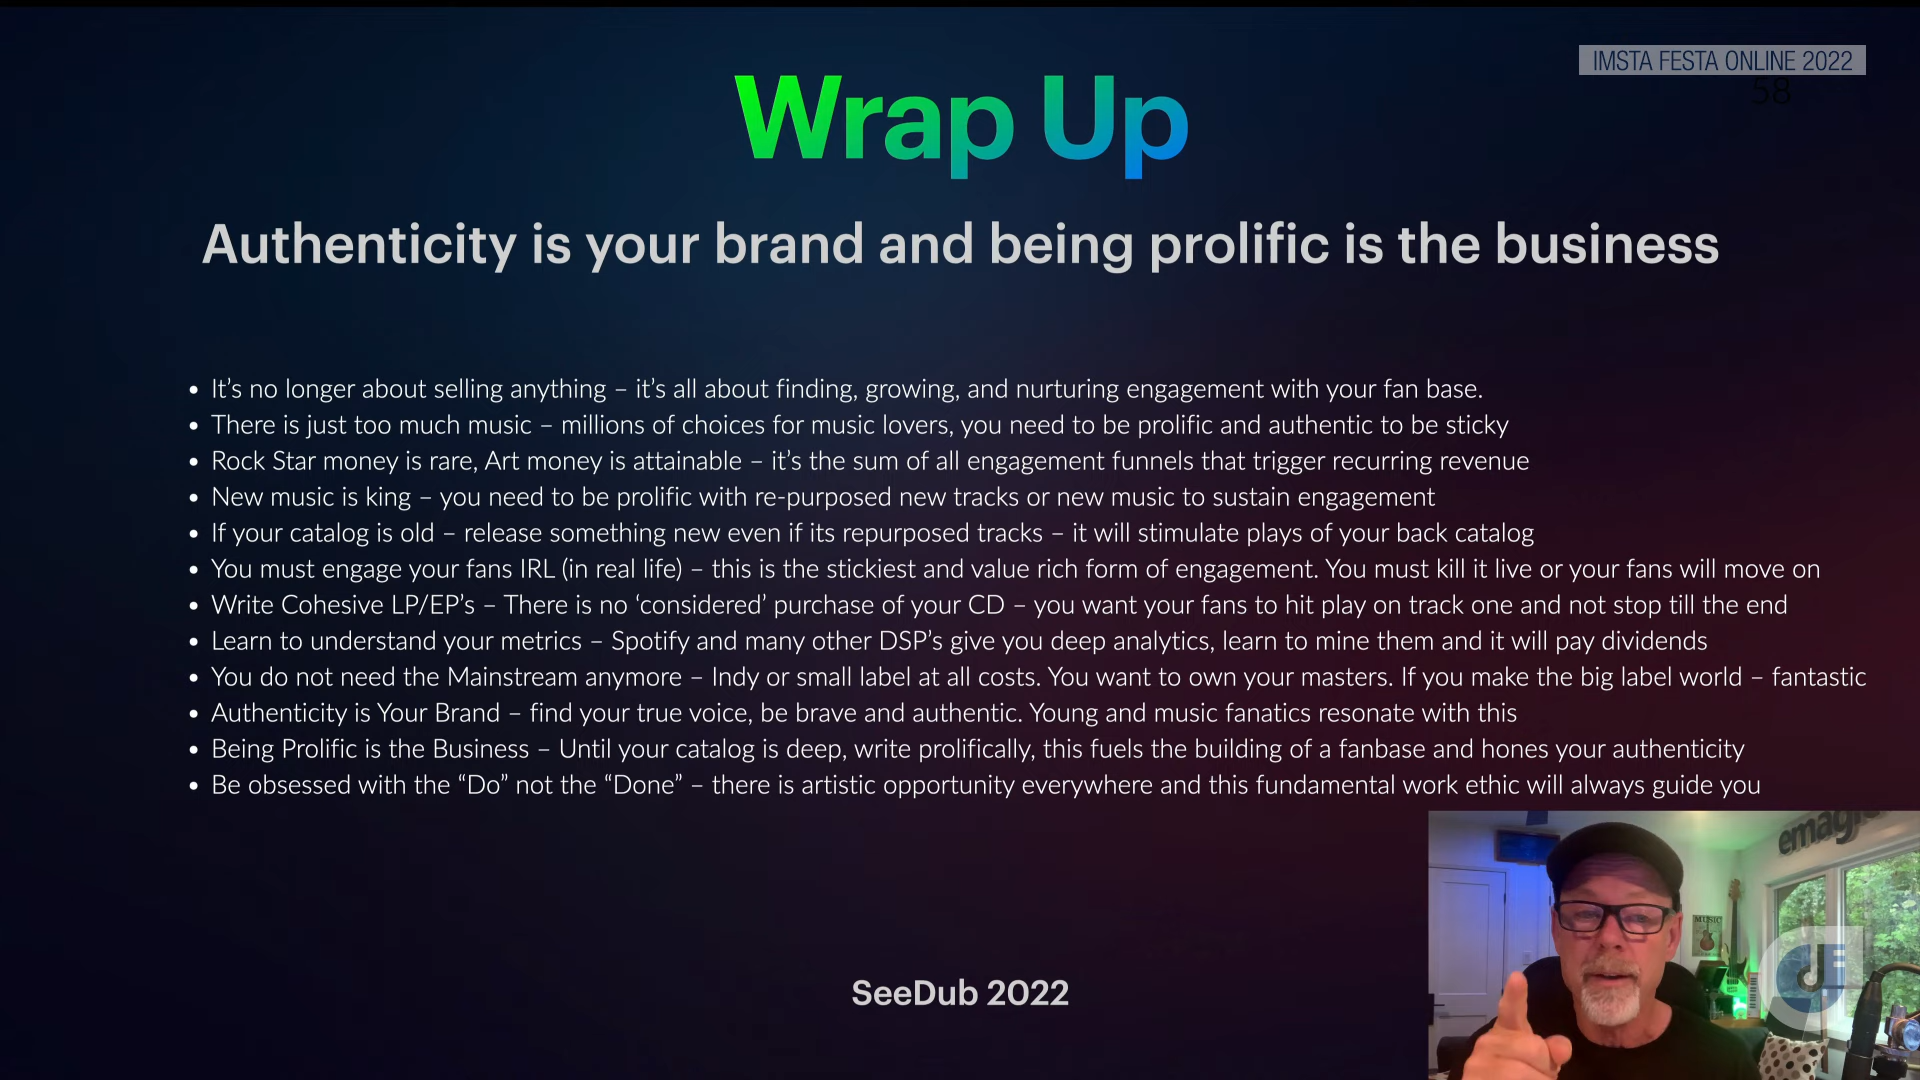 IMSTA FESTA ONLINE 2022
58
Wrap Up
Authenticity is your brand and being prolific is the business
• It’s no longer about selling anything – it’s all about finding, growing, and nurturing engagement with your fan base.
• There is just too much music – millions of choices for music lovers, you need to be prolific and authentic to be sticky
• Rock Star money is rare, Art money is attainable – it’s the sum of all engagement funnels that trigger recurring revenue
• New music is king – you need to be prolific with re-purposed new tracks or new music to sustain engagement
• If your catalog is old – release something new even if its repurposed tracks – it will stimulate plays of your back catalog
• You must engage your fans IRL (in real life) – this is the stickiest and value rich form of engagement. You must kill it live or your fans will move on
• Write Cohesive LP/EP’s – There is no ‘considered’ purchase of your CD – you want your fans to hit play on track one and not stop till the end
• Learn to understand your metrics – Spotify and many other DSP’s give you deep analytics, learn to mine them and it will pay dividends
• You do not need the Mainstream anymore – Indy or small label at all costs. You want to own your masters. If you make the big label world – fantastic
• Authenticity is Your Brand – find your true voice, be brave and authentic. Young and music fanatics resonate with this
• Being Prolific is the Business – Until your catalog is deep, write prolifically, this fuels the building of a fanbase and hones your authenticity
• Be obsessed with the “Do” not the “Done” – there is artistic opportunity everywhere and this fundamental work ethic will always guide you
emagic
MUSIC
SeeDub 2022